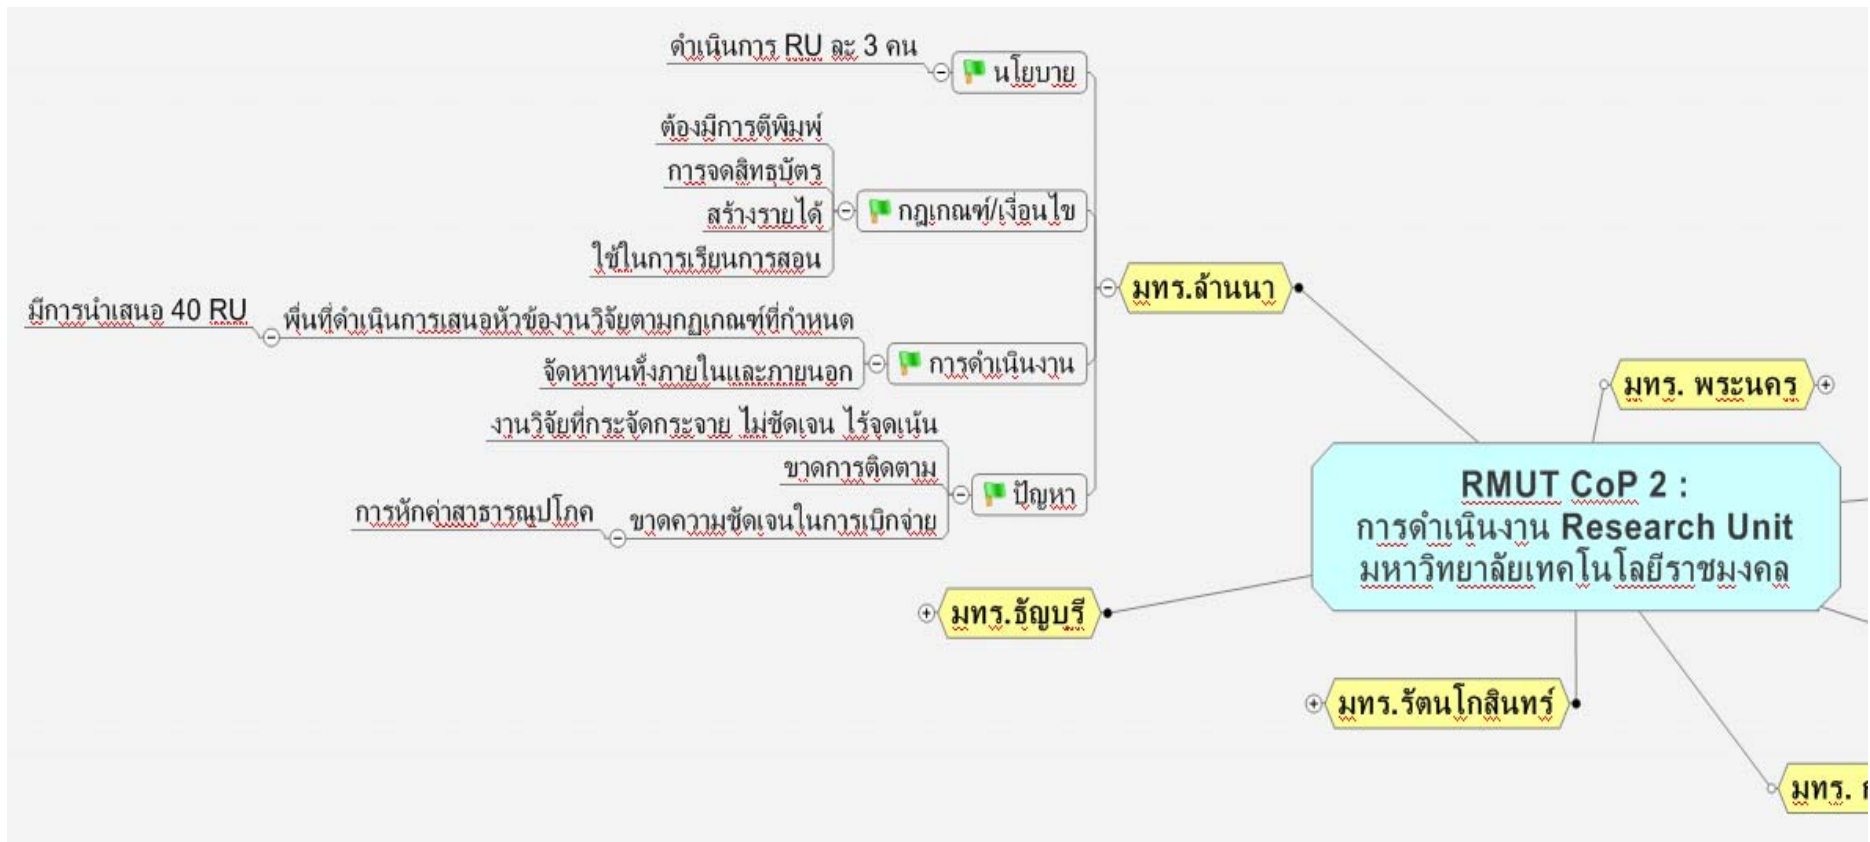 ดำเนินการ RU ละ 3 คน
นโยบาย
ต้องมีการตีพิมพ์
การจดสิทธุบัตร
สร้างรายได้
ใช้ในการเรียนการสอน
กฎเกณฑ์/เงื่อนไข
มีการนำเสนอ 40 RU
พื่นที่ดำเนินการเสนอหัวข้องานวิจัยตามกฏเกณฑ์ที่กำหนด
จัดหาทุนทั้งภายในและภายนอก
การดำเนินงาน
งานวิจัยที่กระจัดกระจาย ไม่ชัดเจน ไร้จุดเน้น
ขาดการติดตาม
การหักค่าสาธารณุปโภค
ขาดความชัดเจนในการเบิกจ่าย
ปัญหา
มทร.ล้านนา
มทร. พระนคร
RMUT CoP 2 :
การดำเนินงาน Research Unit
มหาวิทยาลัยเทคโนโลยีราชมงคล
มทร.ธัญบุรี
มทร.รัตนโกสินทร์
มทร.